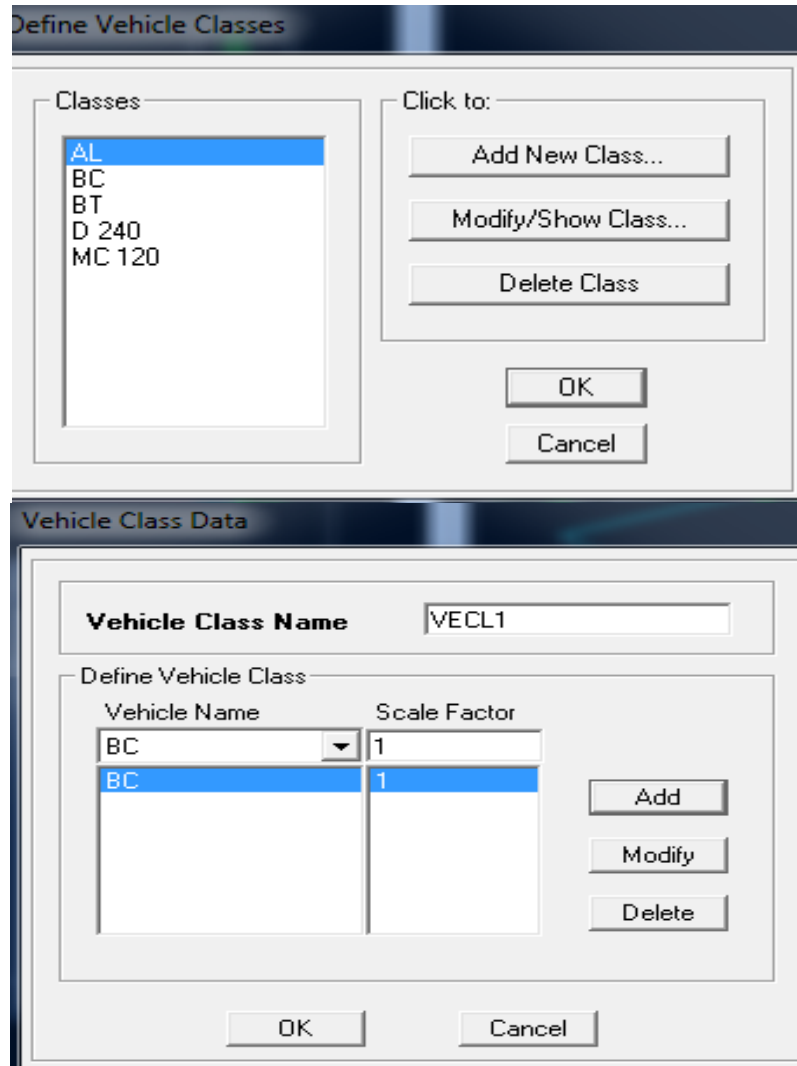 Define Vehicle Classes
Classes
Click to:
AL
BC
BT
D 240
MC 120
Add New Class...
Modify/Show Class...
Delete Class
OK
Cancel
Vehicle Class Data
Vehicle Class Name
VECL1
Define Vehicle Class
Vehicle Name Scale Factor
BC 1
BC 1
Add
Modify
Delete
OK Cancel